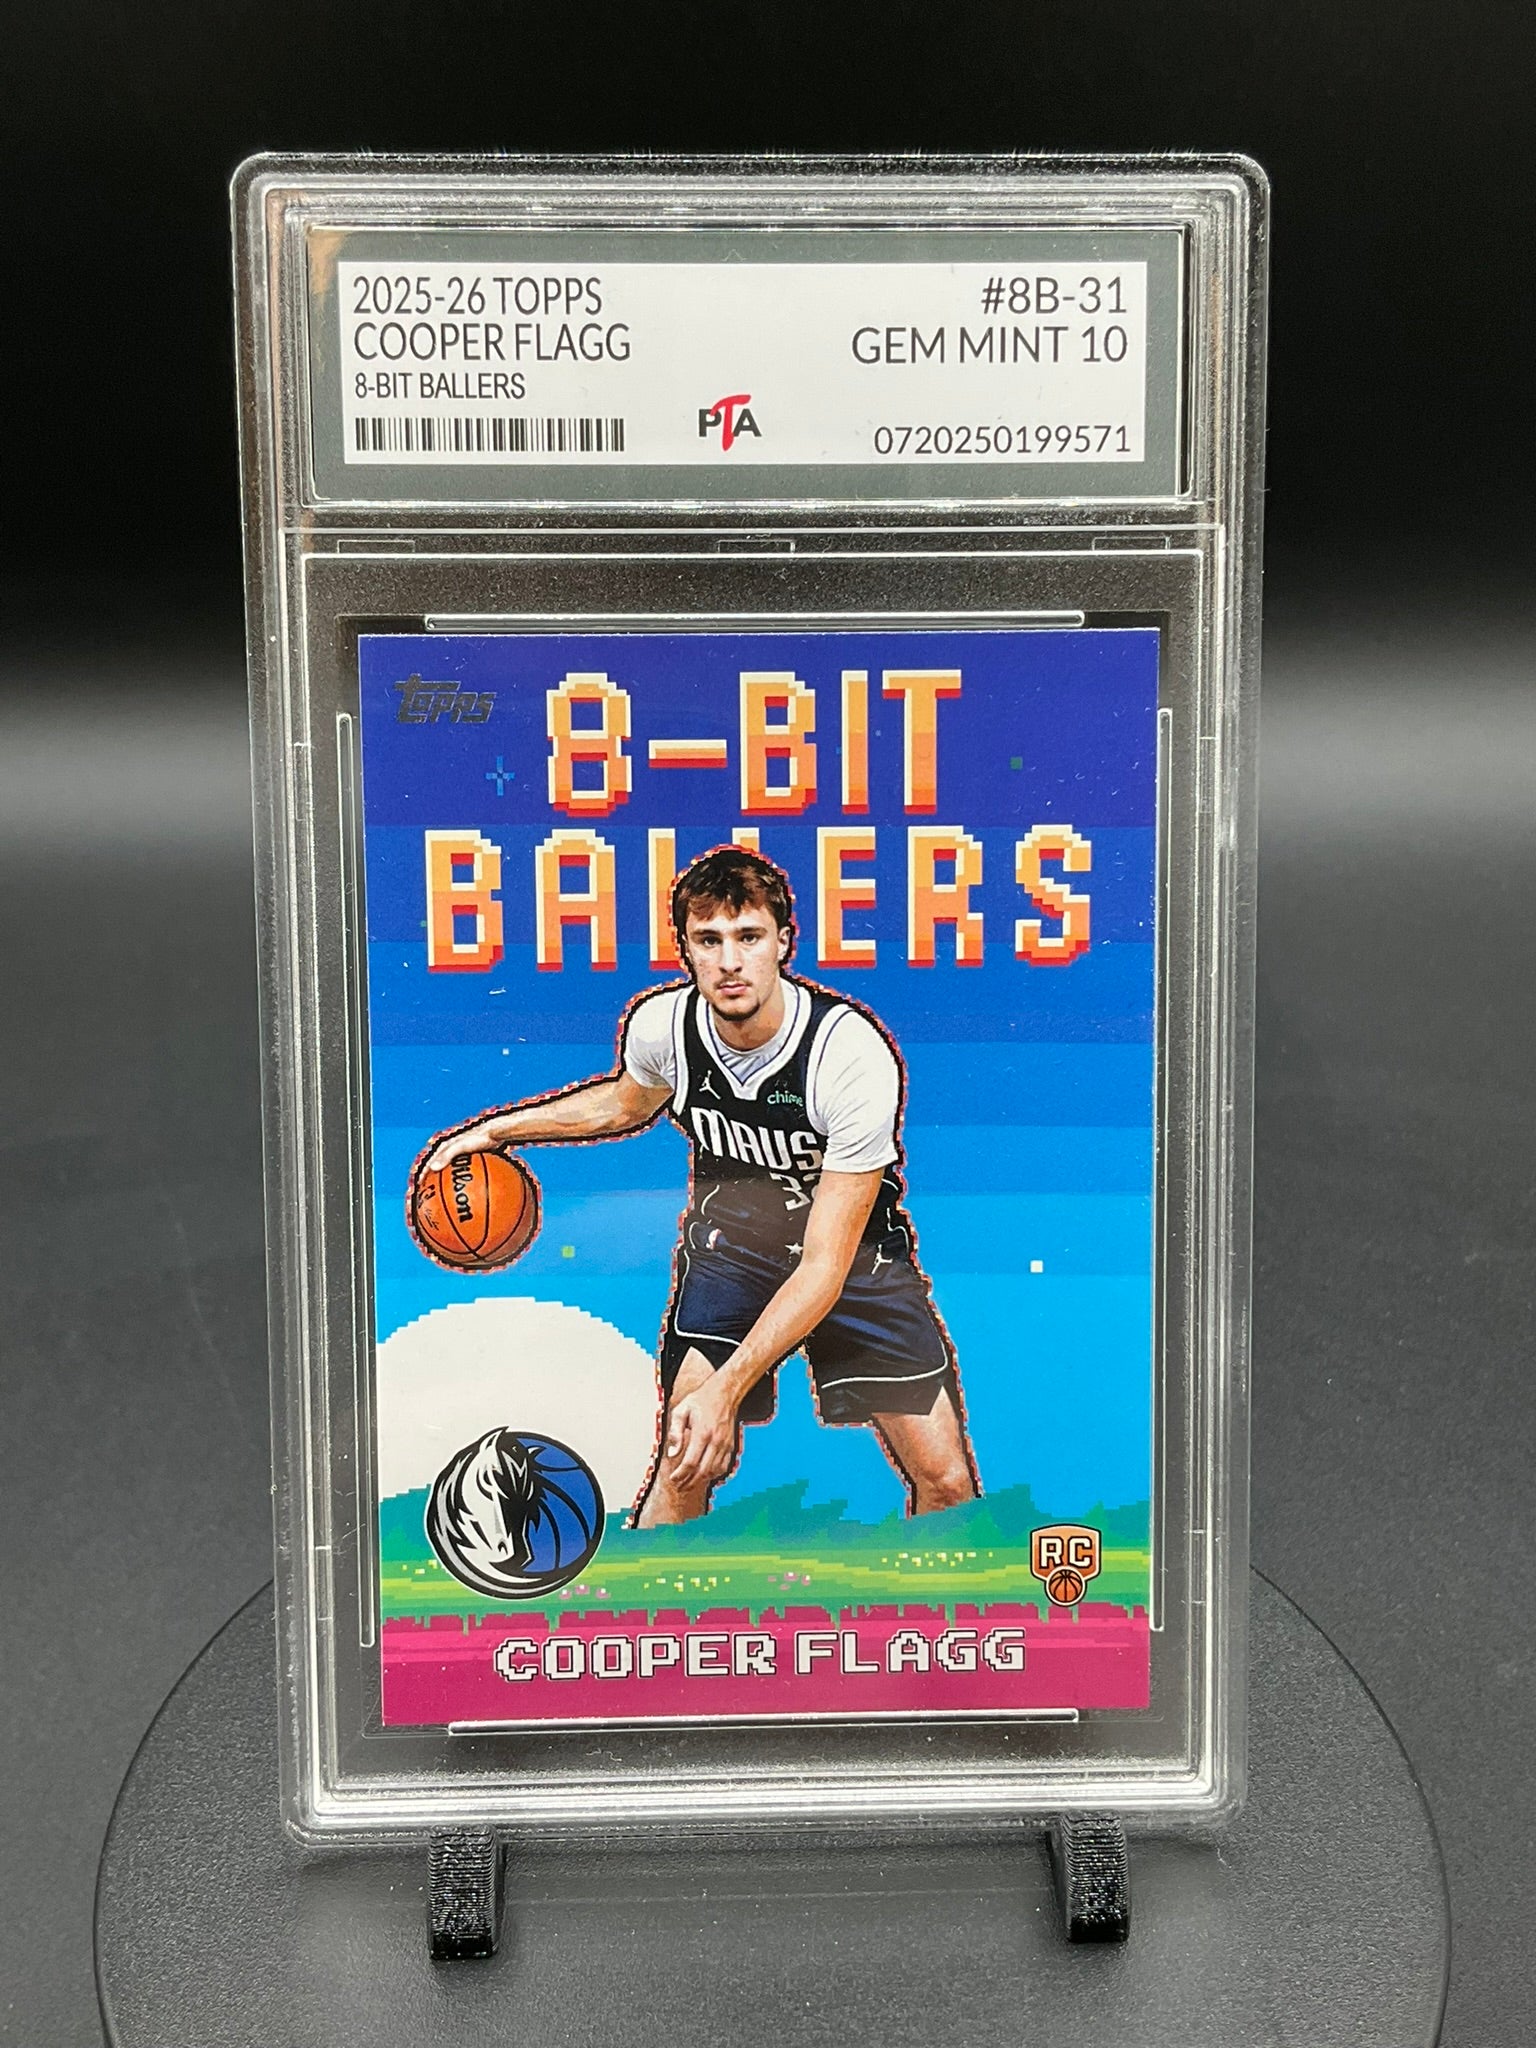 2025-26 TOPPS
COOPER FLAGG
8-BIT BALLERS
#8B-31
GEM MINT 10
PTA
0720250199571
TOPPS
8-BIT
BALLERS
chime
MAVS
32
Wilson
RC
COOPER FLAGG